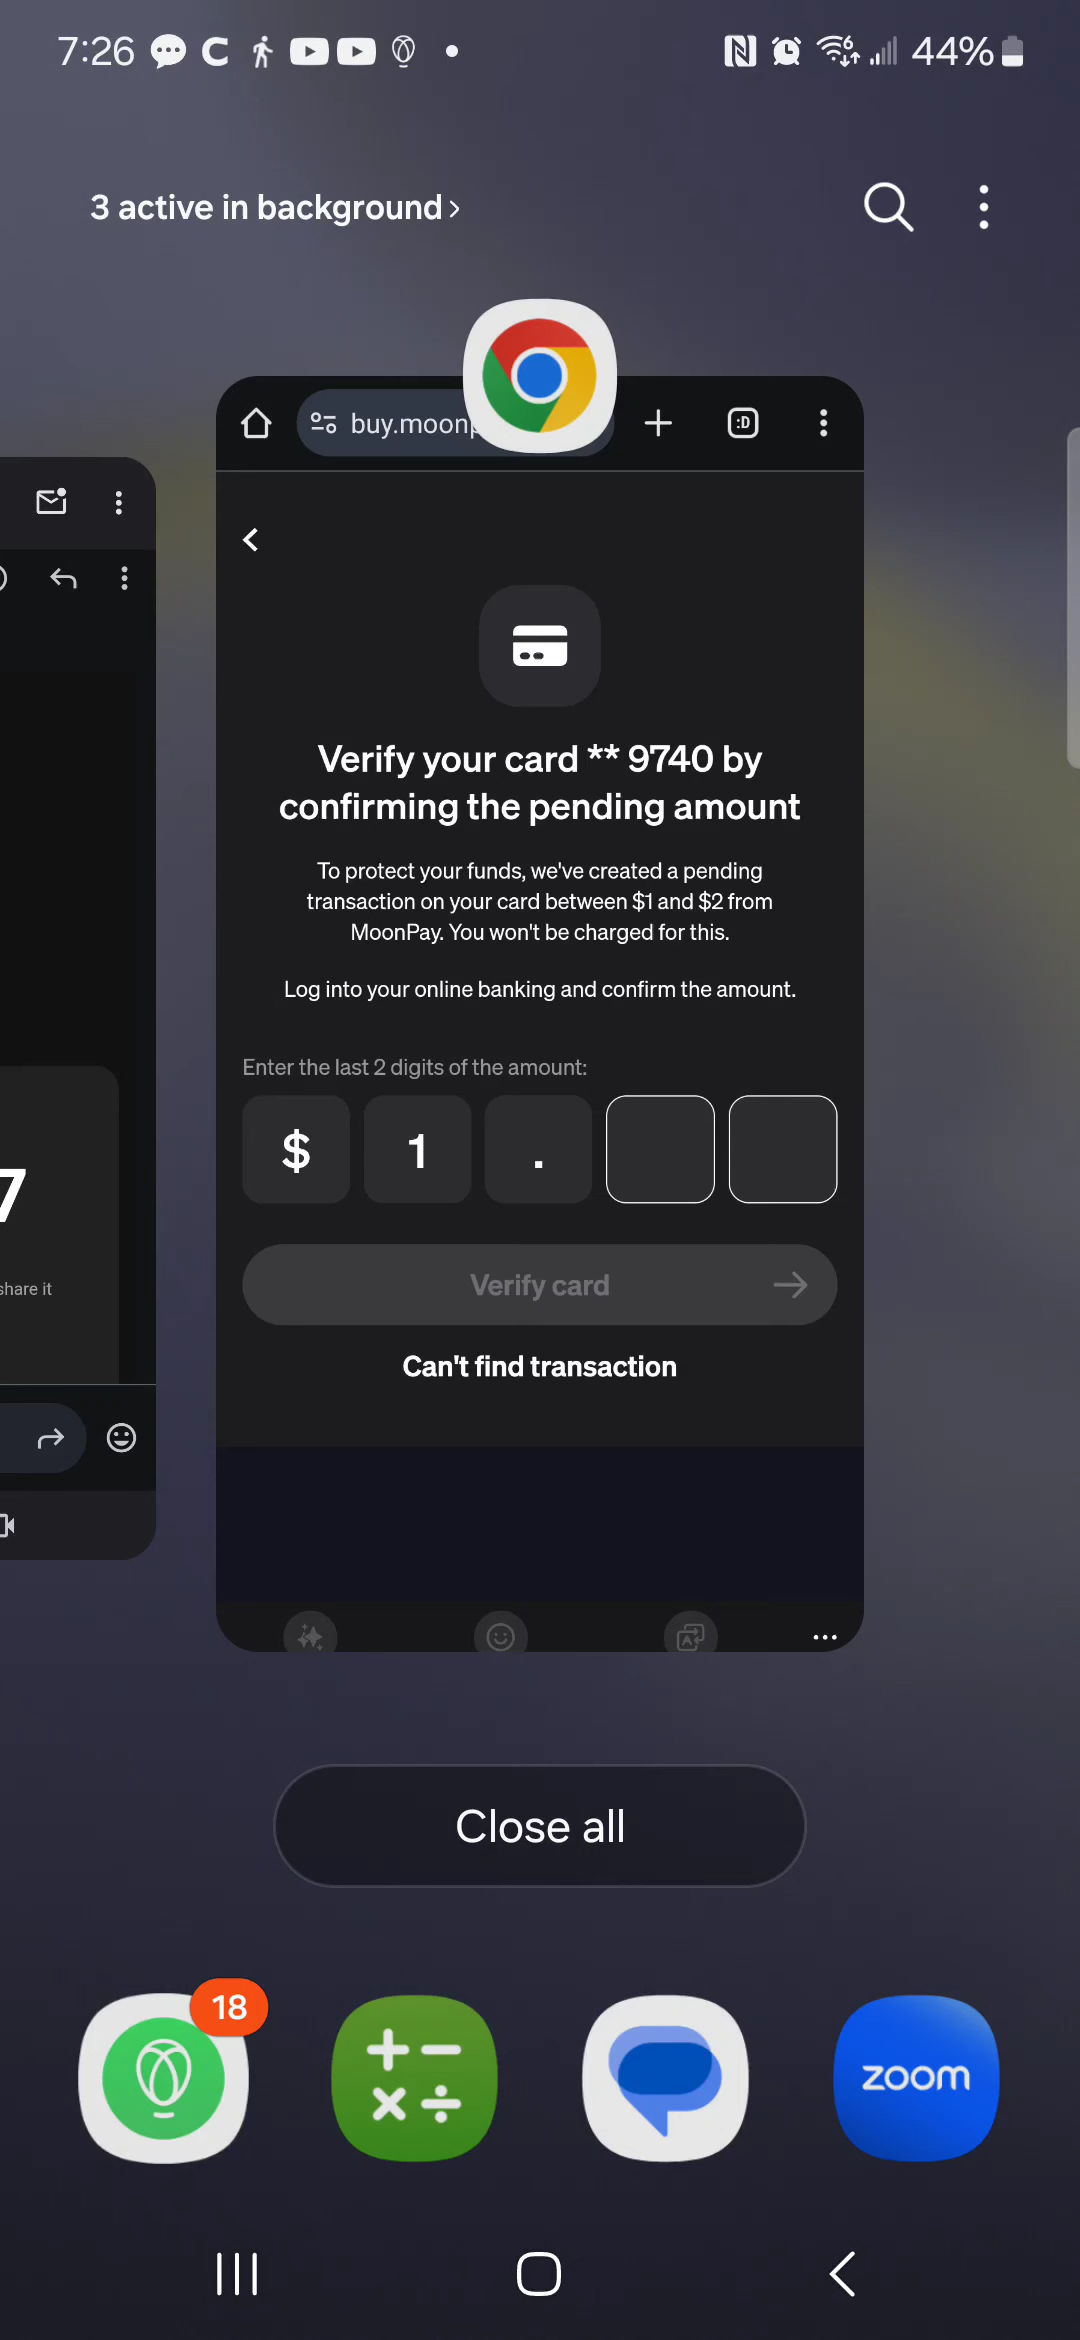 7:26
44%
3 active in background
buy.moonp
Verify your card ** 9740 by
confirming the pending amount
To protect your funds, we've created a pending
transaction on your card between $1 and $2 from
MoonPay. You won't be charged for this.
Log into your online banking and confirm the amount.
Enter the last 2 digits of the amount:
$ 1 .
7
share it
Verify card
Can't find transaction
Close all
18
zoom